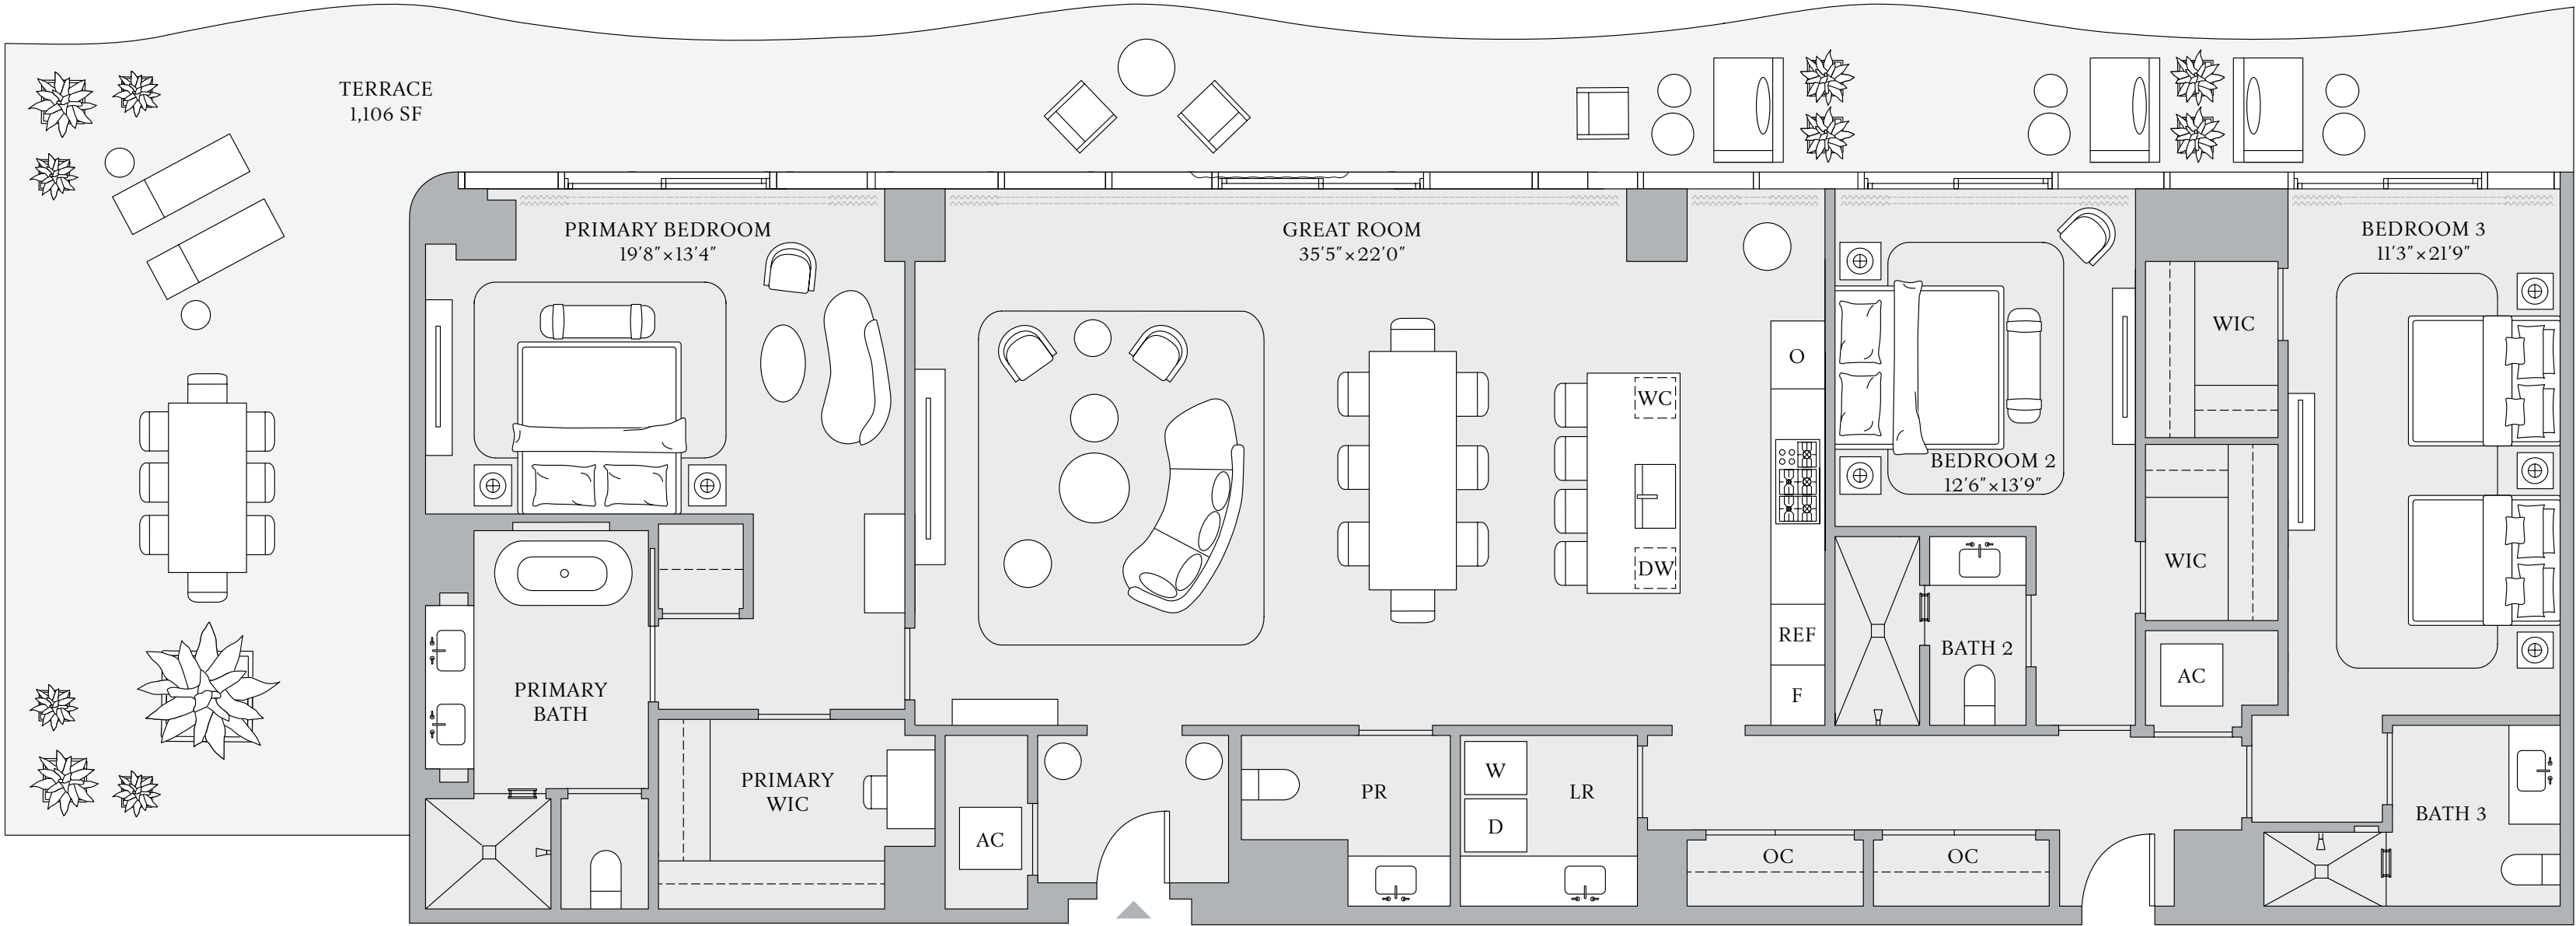 TERRACE
1,106 SF
PRIMARY BEDROOM
19'8"×13'4"
GREAT ROOM
35'5"×22'0"
BEDROOM 3
11'3"×21'9"
WIC
O
WC
BEDROOM 2
12'6"×13'9"
WIC
DW
REF
BATH 2
AC
F
PRIMARY
BATH
PRIMARY
WIC
AC
PR
W
D
LR
OC
OC
BATH 3